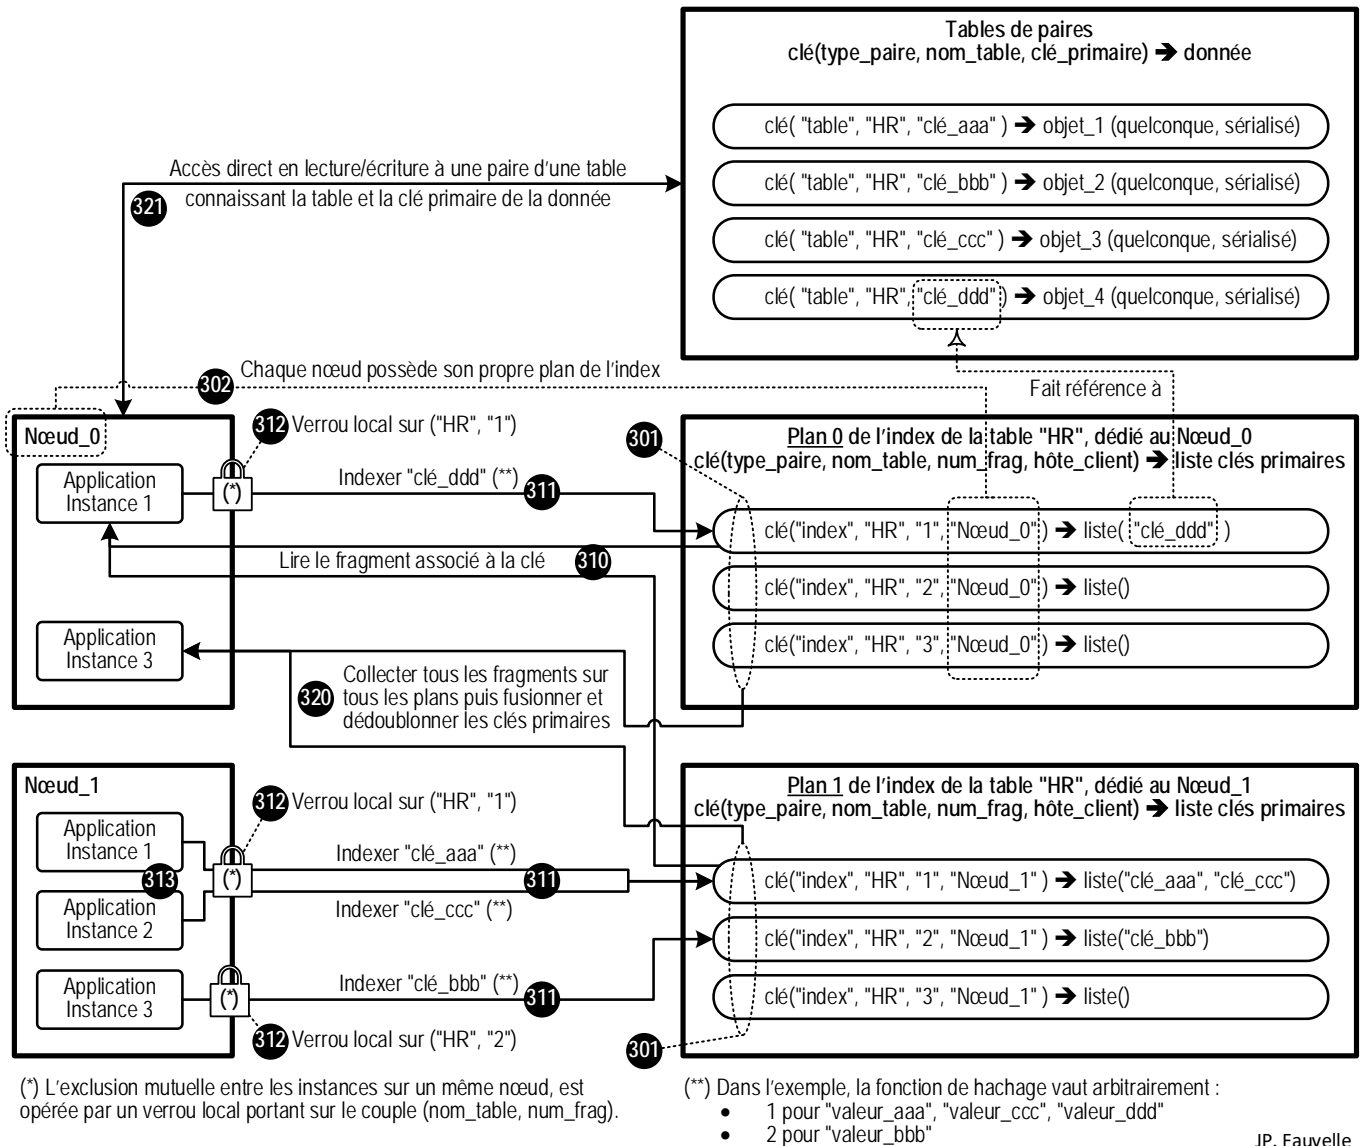 Tables de paires
clé(type_paire, nom_table, clé_primaire) ➔ donnée
clé( "table", "HR", "clé_aaa" ) ➔ objet_1 (quelconque, sérialisé)
clé( "table", "HR", "clé_bbb" ) ➔ objet_2 (quelconque, sérialisé)
clé( "table", "HR", "clé_ccc" ) ➔ objet_3 (quelconque, sérialisé)
clé( "table", "HR", "clé_ddd" ) ➔ objet_4 (quelconque, sérialisé)
Accès direct en lecture/écriture à une paire d'une table
321
connaissant la table et la clé primaire de la donnée
302
Chaque nœud possède son propre plan de l'index
Fait référence à
Nœud_0
312 Verrou local sur ("HR", "1")
Application
Instance 1
(*)
Indexer "clé_ddd" (**)
311
Lire le fragment associé à la clé
310
Application
Instance 3
320
Collecter tous les fragments sur
tous les plans puis fusionner et
dédoublonner les clés primaires
301
Plan 0 de l'index de la table "HR", dédié au Nœud_0
clé(type_paire, nom_table, num_frag, hôte_client) ➔ liste clés primaires
clé("index", "HR", "1", "Nœud_0" ) ➔ liste( "clé_ddd" )
clé("index", "HR", "2", "Nœud_0" ) ➔ liste()
clé("index", "HR", "3", "Nœud_0" ) ➔ liste()
Nœud_1
312 Verrou local sur ("HR", "1")
Application
Instance 1
313
(*)
Indexer "clé_aaa" (**)
311
Indexer "clé_ccc" (**)
Application
Instance 2
Application
Instance 3
(*)
Indexer "clé_bbb" (**)
311
312 Verrou local sur ("HR", "2")
Plan 1 de l'index de la table "HR", dédié au Nœud_1
clé(type_paire, nom_table, num_frag, hôte_client) ➔ liste clés primaires
clé("index", "HR", "1", "Nœud_1" ) ➔ liste("clé_aaa", "clé_ccc")
clé("index", "HR", "2", "Nœud_1" ) ➔ liste("clé_bbb")
clé("index", "HR", "3", "Nœud_1" ) ➔ liste()
301
(*) L'exclusion mutuelle entre les instances sur un même nœud, est
opérée par un verrou local portant sur le couple (nom_table, num_frag).
(**) Dans l'exemple, la fonction de hachage vaut arbitrairement :
• 1 pour "valeur_aaa", "valeur_ccc", "valeur_ddd"
• 2 pour "valeur_bbb"
JP. Fauvelle